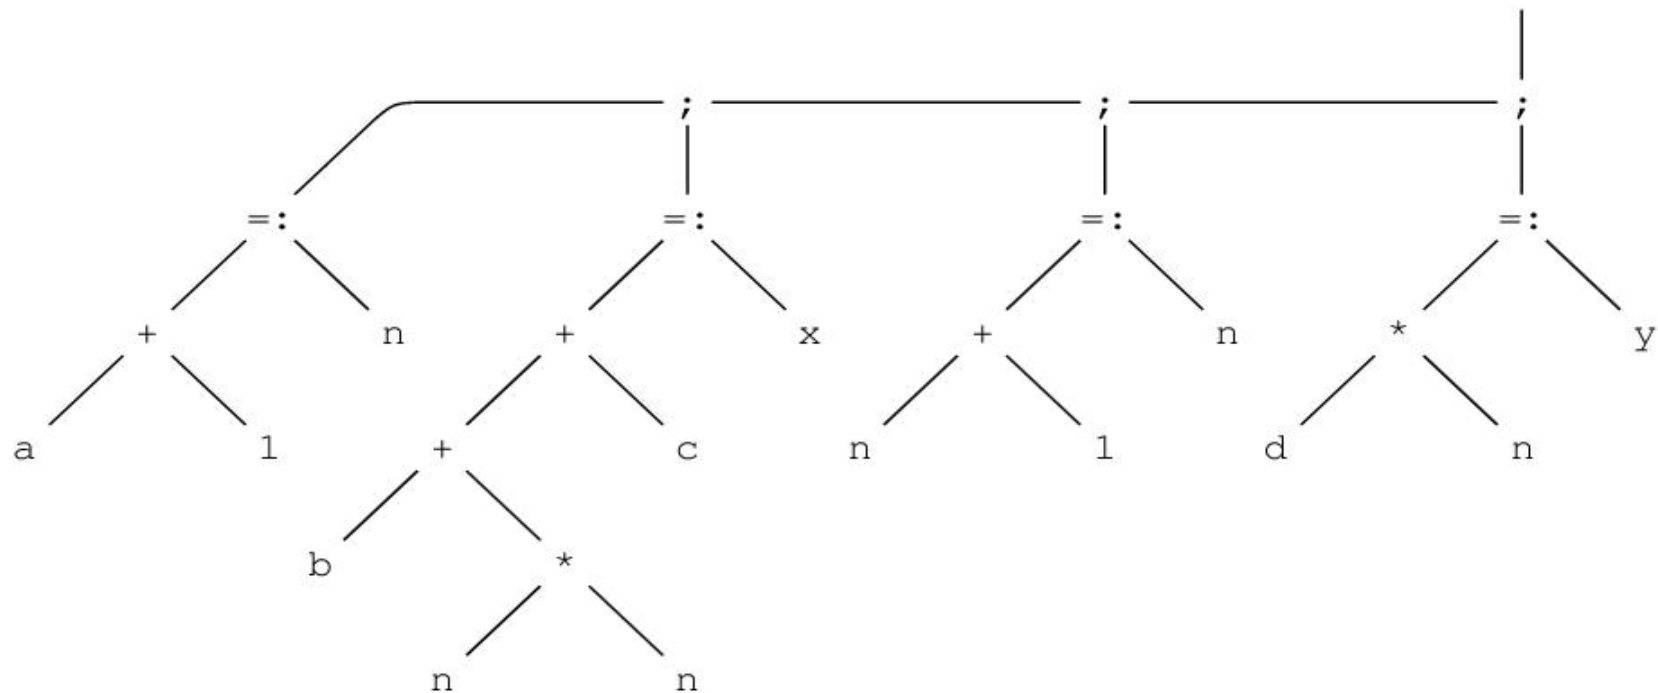 ; ; ;
=: =: =: =:
+ n + x + n * y
a 1 + c n 1 d n
b *
n n